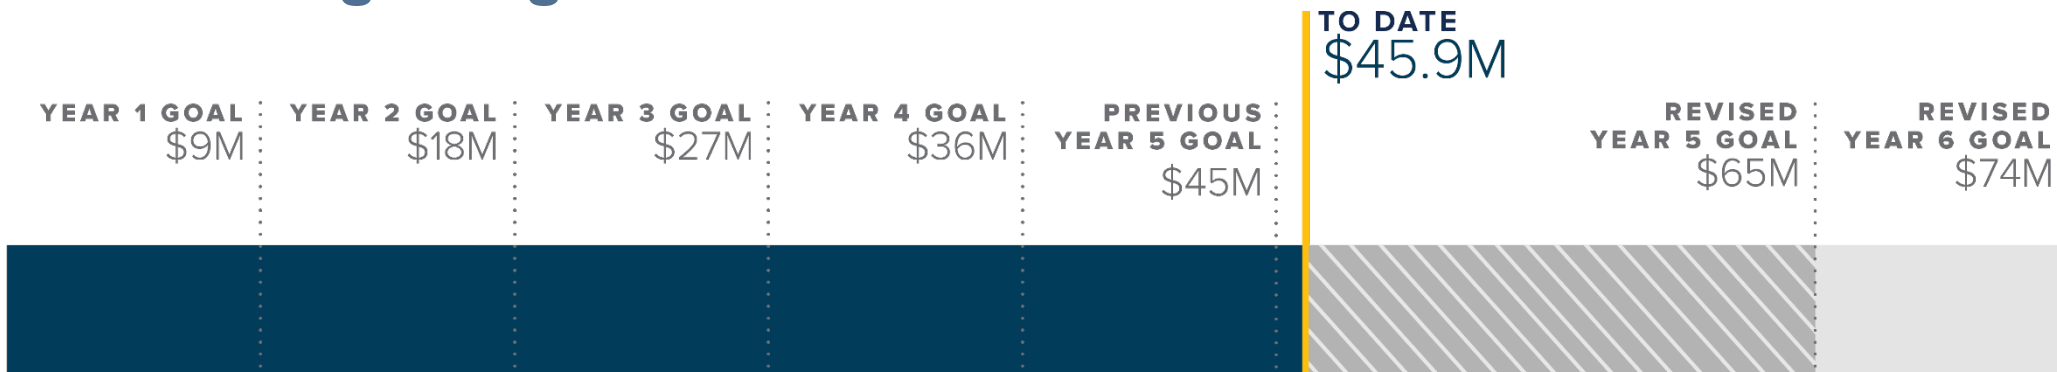 TO DATE
$45.9M
YEAR 1 GOAL
$9M
YEAR 2 GOAL
$18M
YEAR 3 GOAL
$27M
YEAR 4 GOAL
$36M
PREVIOUS
YEAR 5 GOAL
$45M
REVISED
YEAR 5 GOAL
$65M
REVISED
YEAR 6 GOAL
$74M